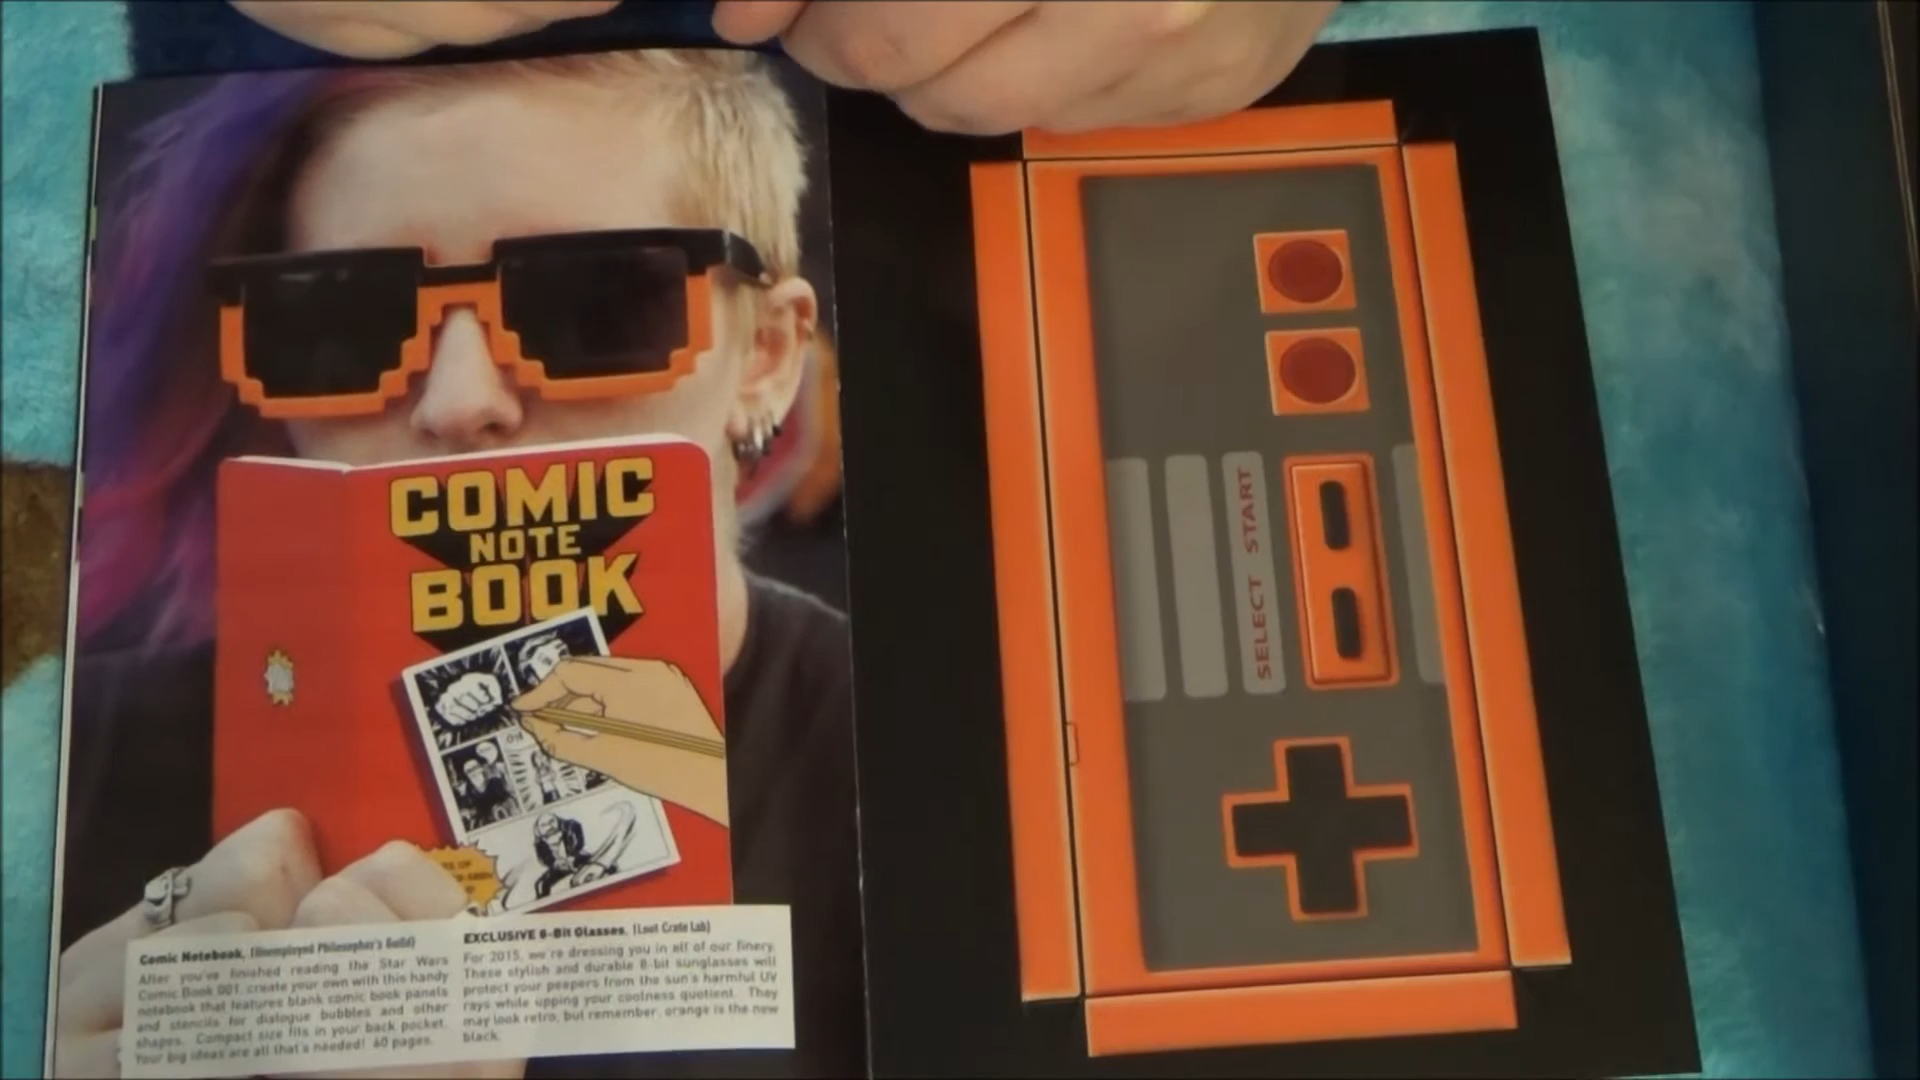 COMIC
NOTE
BOOK
Comic Notebook. (Unemployed Philosopher's Guild)
After you've finished reading the Star Wars
Comic Book 001, create your own with this handy
notebook that features blank comic book panels
and stencils for dialogue bubbles and other
shapes. Compact size fits in your back pocket.
Your big ideas are all that's needed! 60 pages.
EXCLUSIVE 8-Bit Glasses. (Loot Crate Lab)
For 2015, we're dressing you in all of our finery.
These stylish and durable 8-bit sunglasses will
protect your peepers from the sun's harmful UV
rays while upping your coolness quotient. They
may look retro, but remember, orange is the new
black.
SELECT START